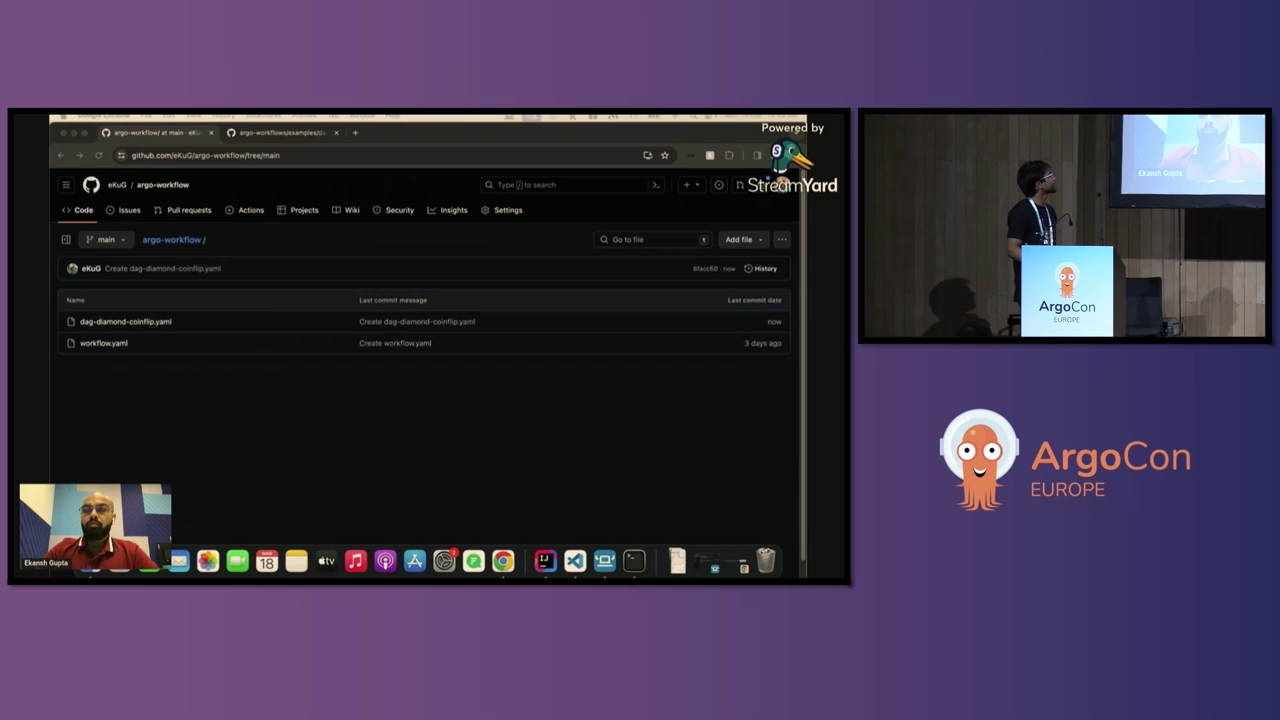 Powered by
StreamYard
argo-workflow/ at main · eKu
argo-workflows/examples/da
github.com/eKuG/argo-workflow/tree/main
eKuG / argo-workflow
Type / to search
Code
Issues
Pull requests
Actions
Projects
Wiki
Security
Insights
Settings
main
argo-workflow /
Go to file
t
Add file
eKuG Create dag-diamond-coinflip.yaml
8facc60 · now
History
Name
Last commit message
Last commit date
dag-diamond-coinflip.yaml
Create dag-diamond-coinflip.yaml
now
workflow.yaml
Create workflow.yaml
3 days ago
Ekansh Gupta
18
tv
Ekansh Gupta
ArgoCon
EUROPE
ArgoCon
EUROPE